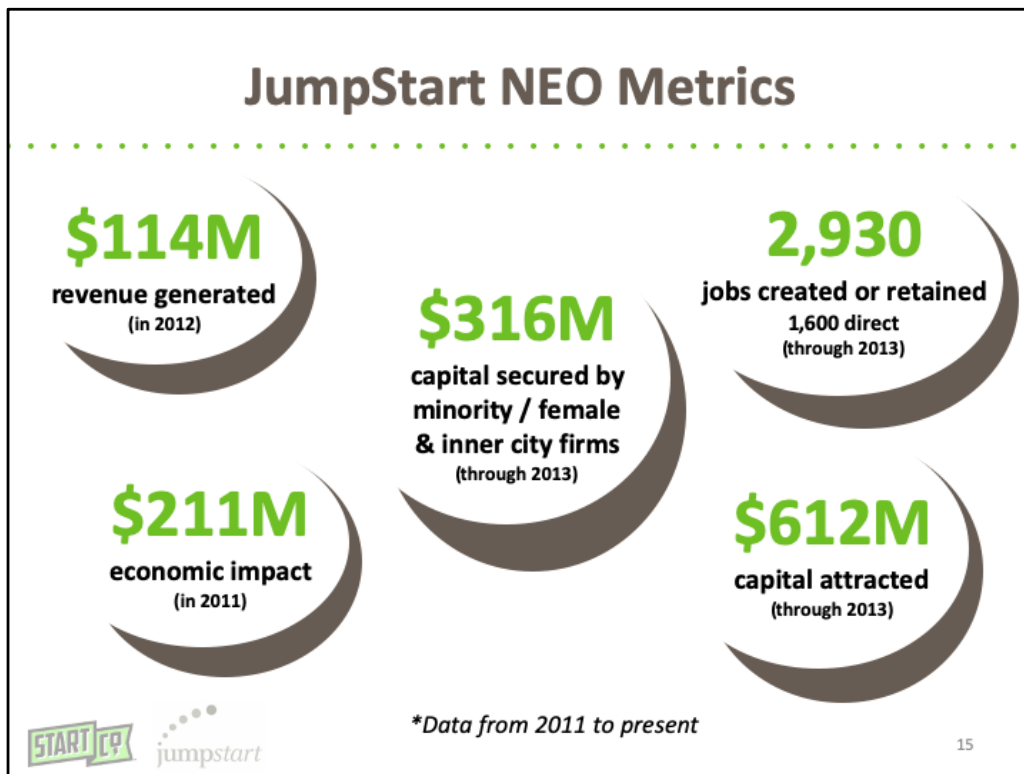 JumpStart NEO Metrics
$114M
revenue generated
(in 2012)
$316M
capital secured by
minority / female
& inner city firms
(through 2013)
2,930
jobs created or retained
1,600 direct
(through 2013)
$211M
economic impact
(in 2011)
$612M
capital attracted
(through 2013)
*Data from 2011 to present
START CO.
jumpstart
15